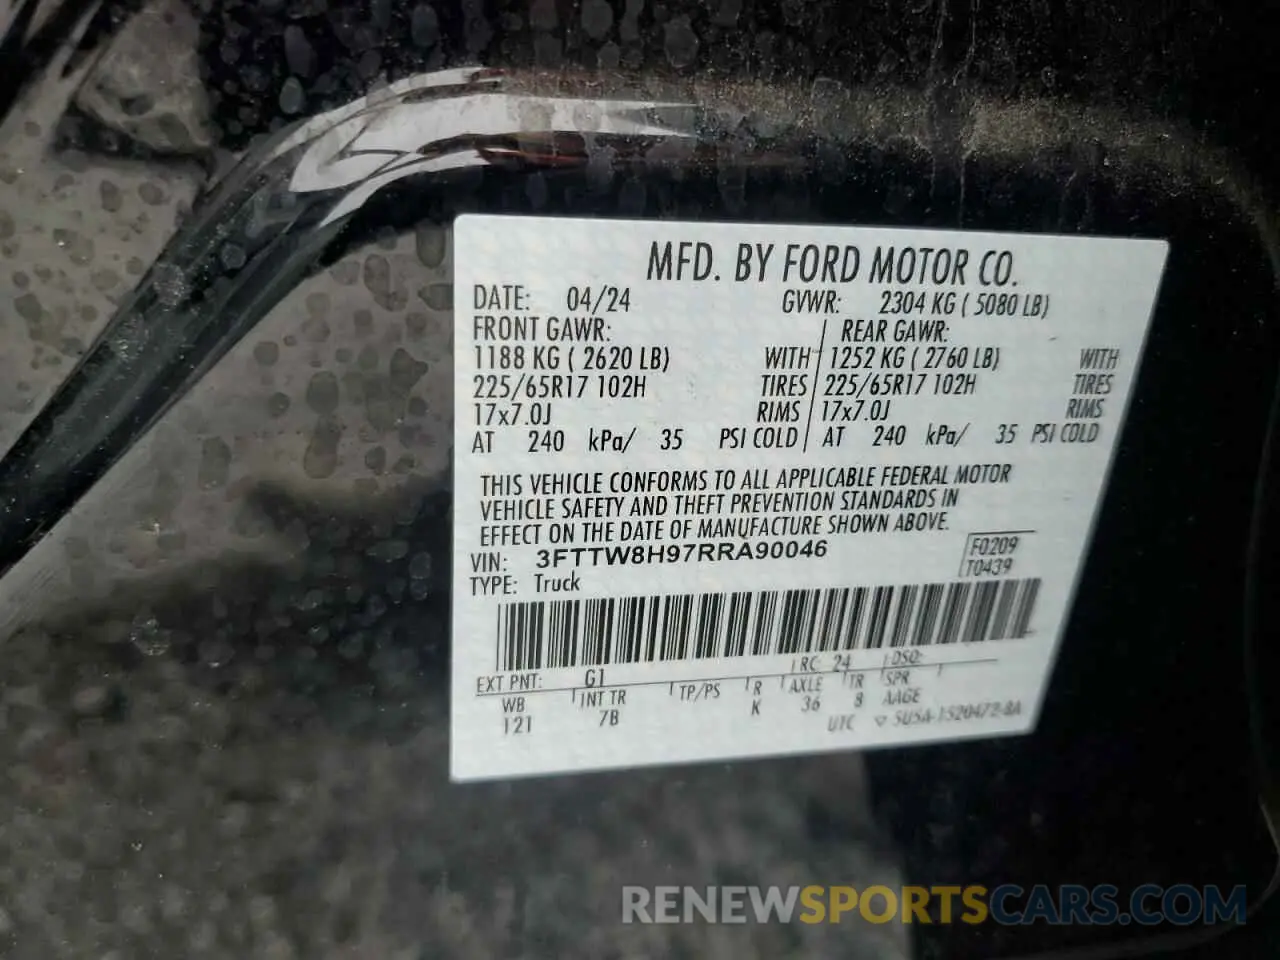 MFD. BY FORD MOTOR CO.
DATE: 04/24 GVWR: 2304 KG ( 5080 LB)
FRONT GAWR: REAR GAWR:
1188 KG ( 2620 LB) WITH 1252 KG ( 2760 LB) WITH
225/65R17 102H TIRES 225/65R17 102H TIRES
17x7.0J RIMS 17x7.0J RIMS
AT 240 kPa/ 35 PSI COLD AT 240 kPa/ 35 PSI COLD
THIS VEHICLE CONFORMS TO ALL APPLICABLE FEDERAL MOTOR
VEHICLE SAFETY AND THEFT PREVENTION STANDARDS IN
EFFECT ON THE DATE OF MANUFACTURE SHOWN ABOVE.
VIN: 3FTTW8H97RRA90046 F0209
TYPE: Truck T0439
EXT PNT: G1 RC: 24 DSO:
WB INT TR TP/PS R AXLE TR SPR
121 7B K 36 8 AAGE
UTC 5U5A-1520472-BA
RENEWSPORTSCARS.COM